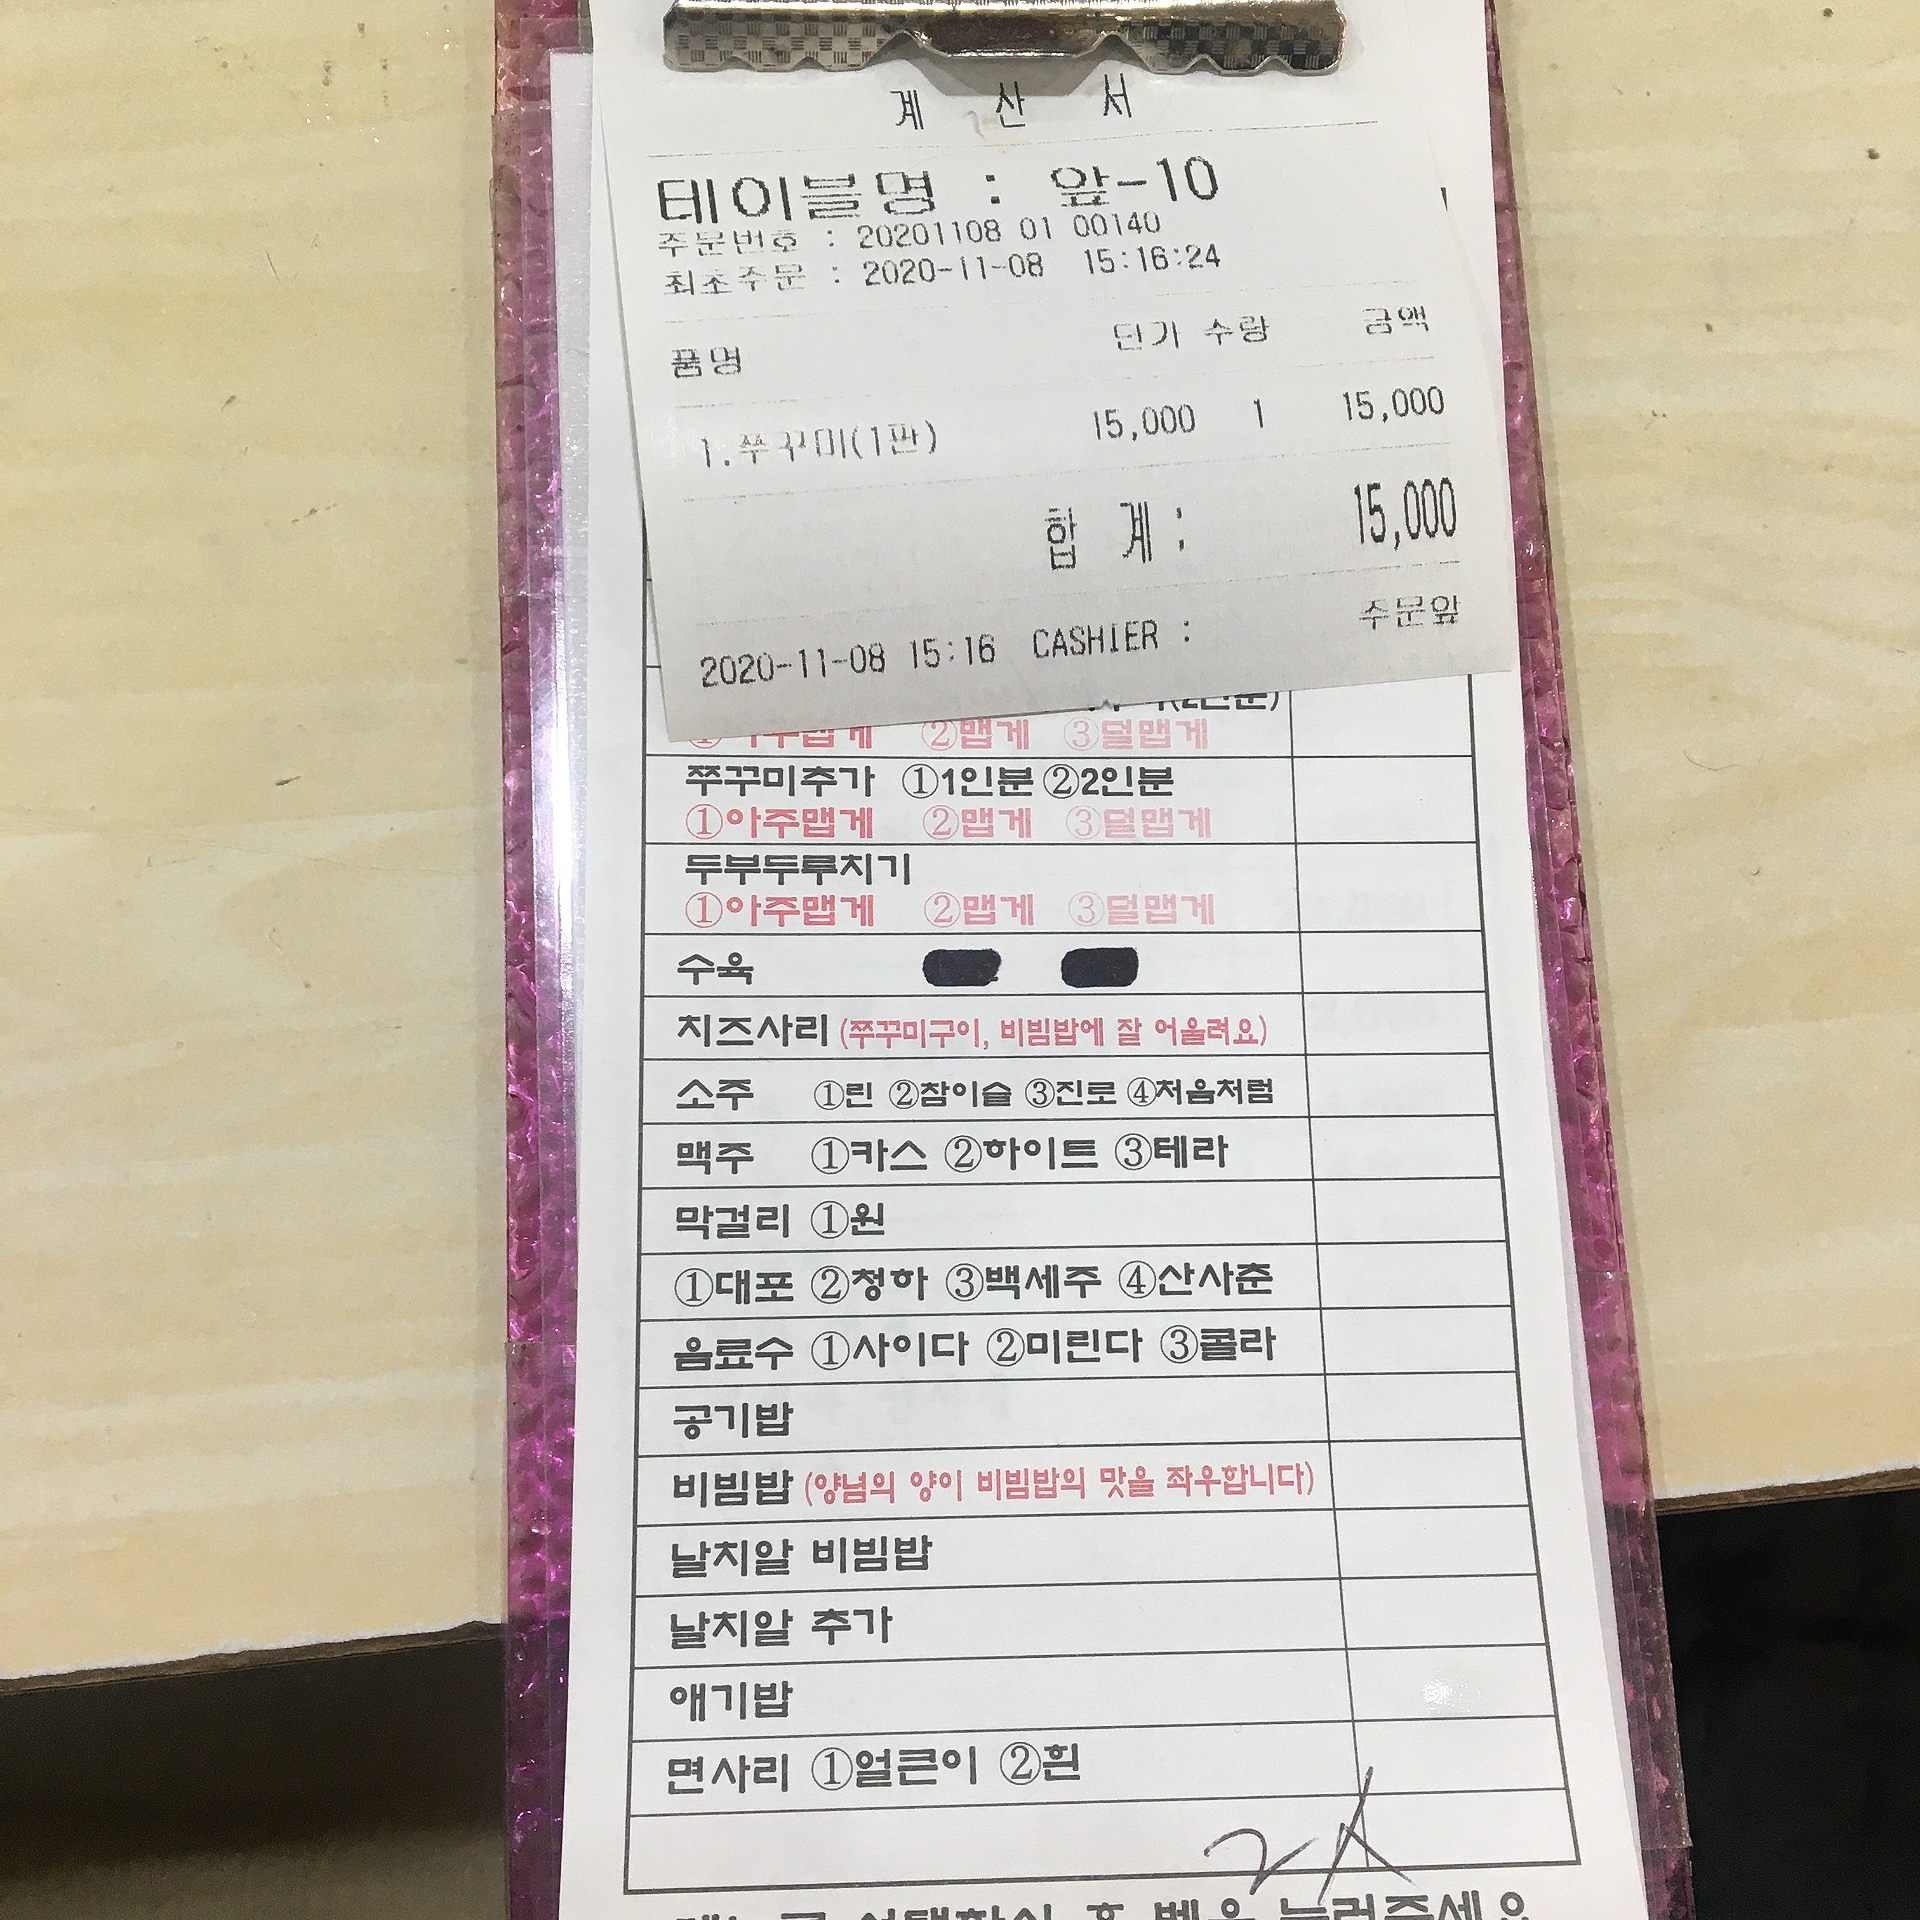 계 산 서
테이블명 : 앞-10
주문번호 : 20201108 01 00140
최초주문 : 2020-11-08 15:16:24
품명 단가 수량 금액
1.쭈꾸미(1판) 15,000 1 15,000
합 계: 15,000
2020-11-08 15:16 CASHIER : 주문앞
①아주맵게 ②맵게 ③덜맵게
쭈꾸미추가 ①1인분 ②2인분
①아주맵게 ②맵게 ③덜맵게
두부두루치기
①아주맵게 ②맵게 ③덜맵게
수육
치즈사리 (쭈꾸미구이, 비빔밥에 잘 어울려요)
소주 ①린 ②참이슬 ③진로 ④처음처럼
맥주 ①카스 ②하이트 ③테라
막걸리 ①원
①대포 ②청하 ③백세주 ④산사춘
음료수 ①사이다 ②미린다 ③콜라
공기밥
비빔밥 (양념의 양이 비빔밥의 맛을 좌우합니다)
날치알 비빔밥
날치알 추가
애기밥
면사리 ①얼큰이 ②흰